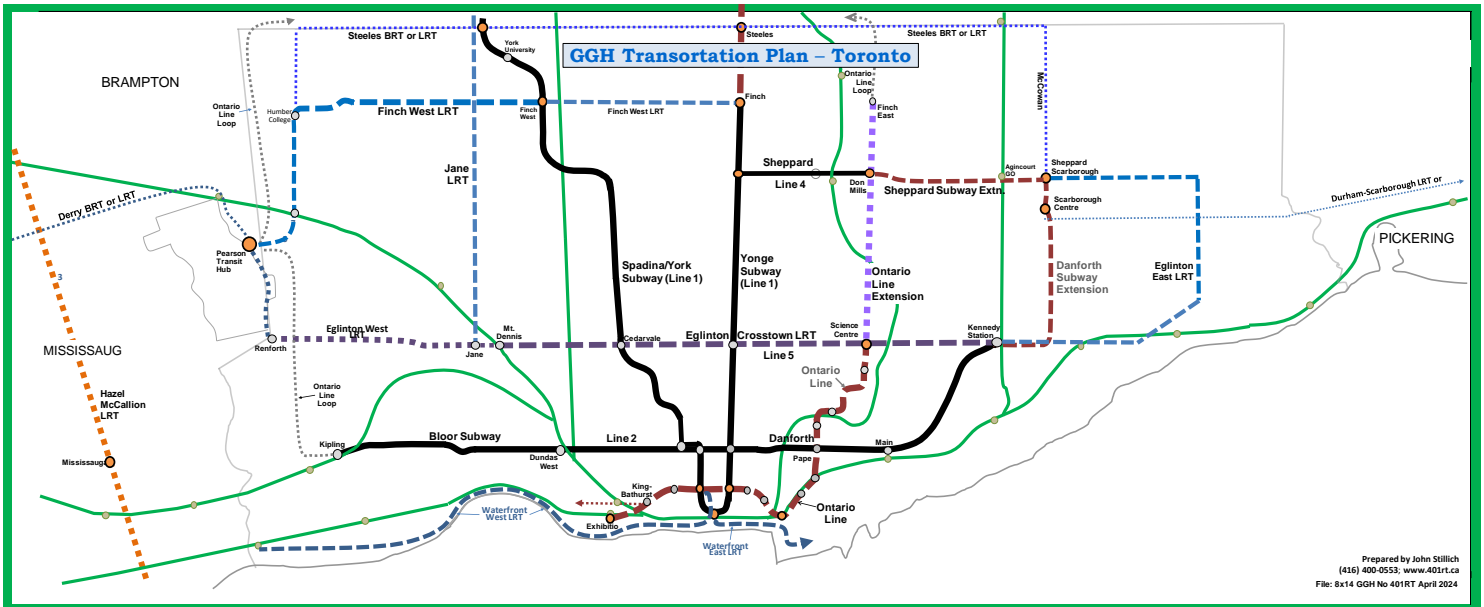 Steeles BRT or LRT
York
University
Steeles
Steeles BRT or LRT
GGH Transortation Plan – Toronto
BRAMPTON
Ontario
Line
Loop
Humber
College
Finch West LRT
Finch
West
Finch West LRT
Finch
Ontario
Line
Loop
Finch
East
McCowan
Jane
LRT
Sheppard
Line 4
Don
Mills
Sheppard Subway Extn.
Agincourt
GO
Sheppard
Scarborough
Scarborough
Centre
Durham-Scarborough LRT or
Derry BRT or LRT
Pearson
Transit
Hub
PICKERING
3
Spadina/York
Subway (Line 1)
Yonge
Subway
(Line 1)
Ontario
Line
Extension
Danforth
Subway
Extension
Eglinton
East LRT
MISSISSAUG
Renforth
Eglinton West
LRT
Jane
Mt.
Dennis
Cedarvale
Eglinton Crosstown LRT
Line 5
Science
Centre
Kennedy
Station
Ontario
Line
Hazel
McCallion
LRT
Ontario
Line
Loop
Kipling
Bloor Subway
Line 2
Danforth
Dundas
West
Pape
Main
Mississaug
King-
Bathurst
Exhibitio
Waterfront
West LRT
Waterfront
East LRT
Ontario
Line
Prepared by John Stillich
(416) 400-0553; www.401rt.ca
File: 8x14 GGH No 401RT April 2024